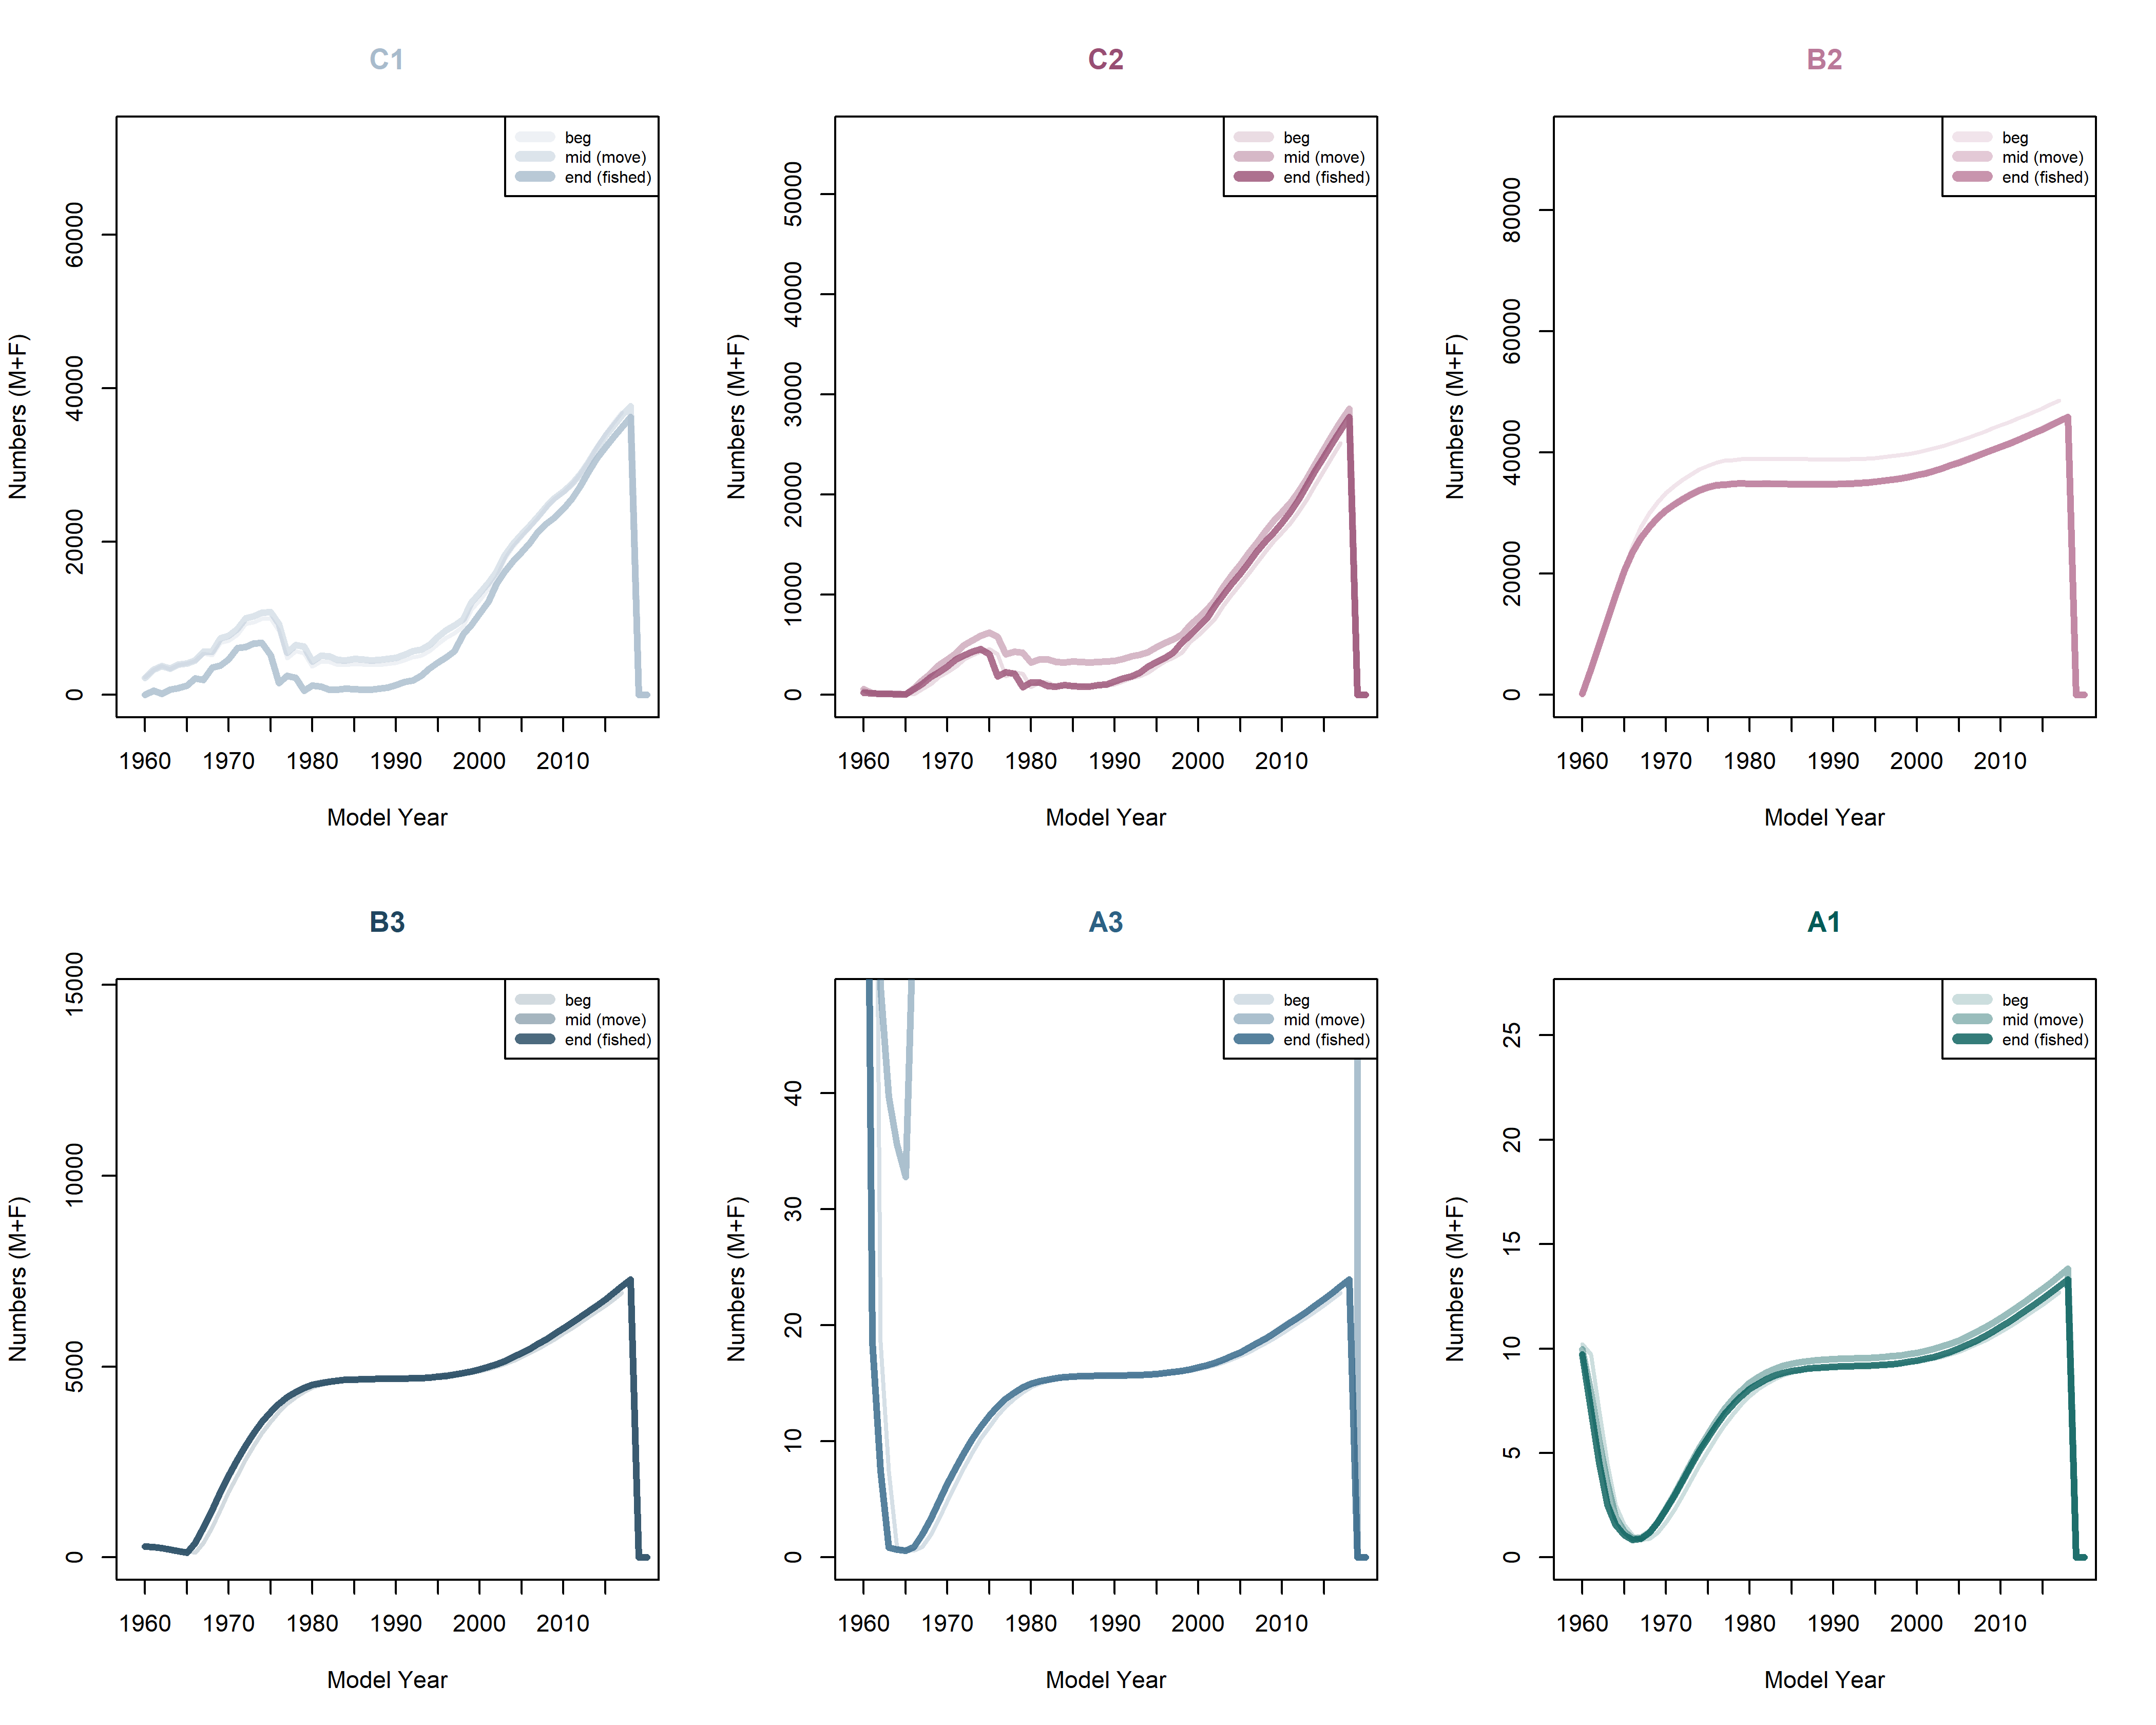 C1
beg
mid (move)
end (fished)
Numbers (M+F)
0 20000 40000 60000
1960 1970 1980 1990 2000 2010
Model Year
C2
beg
mid (move)
end (fished)
Numbers (M+F)
0 10000 20000 30000 40000 50000
1960 1970 1980 1990 2000 2010
Model Year
B2
beg
mid (move)
end (fished)
Numbers (M+F)
0 200000 400000 600000 800000
1960 1970 1980 1990 2000 2010
Model Year
B3
beg
mid (move)
end (fished)
Numbers (M+F)
0 5000 10000 15000
1960 1970 1980 1990 2000 2010
Model Year
A3
beg
mid (move)
end (fished)
Numbers (M+F)
0 10 20 30 40
1960 1970 1980 1990 2000 2010
Model Year
A1
beg
mid (move)
end (fished)
Numbers (M+F)
0 5 10 15 20 25
1960 1970 1980 1990 2000 2010
Model Year